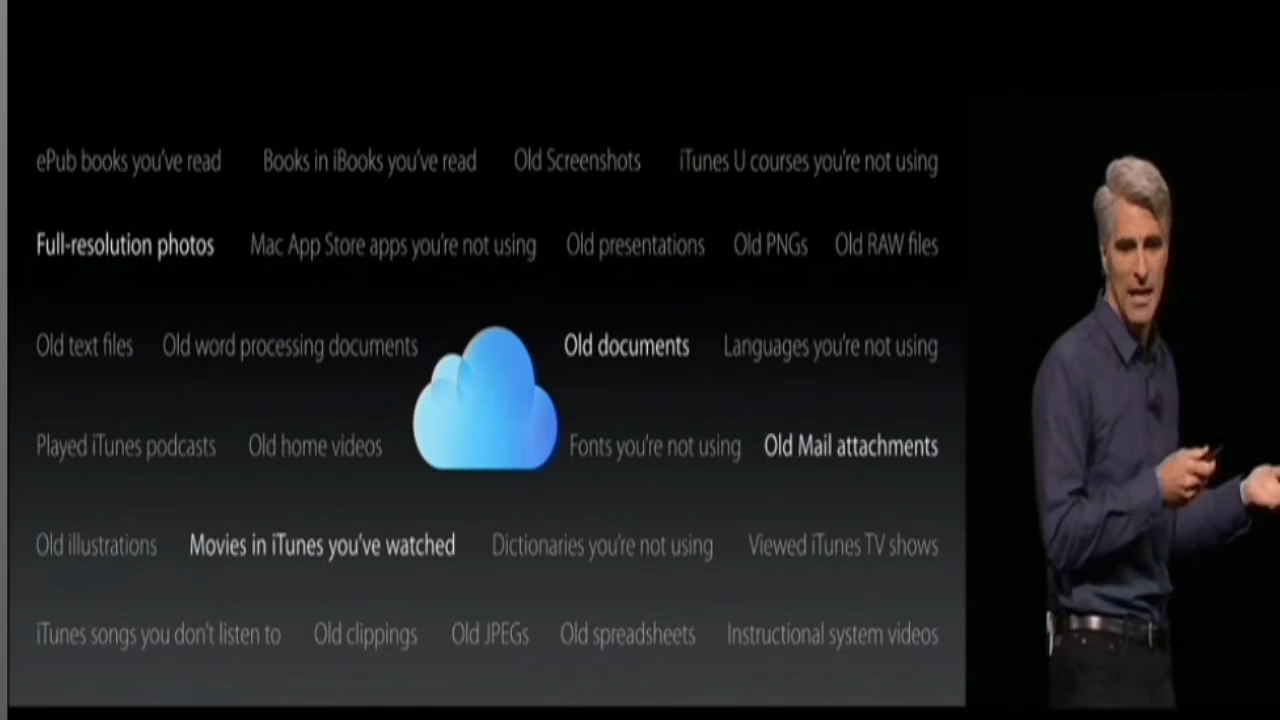 ePub books you've read Books in iBooks you've read Old Screenshots iTunes U courses you're not using
Full-resolution photos Mac App Store apps you're not using Old presentations Old PNGs Old RAW files
Old text files Old word processing documents Old documents Languages you're not using
Played iTunes podcasts Old home videos Fonts you're not using Old Mail attachments
Old illustrations Movies in iTunes you've watched Dictionaries you're not using Viewed iTunes TV shows
iTunes songs you don't listen to Old clippings Old JPEGs Old spreadsheets Instructional system videos